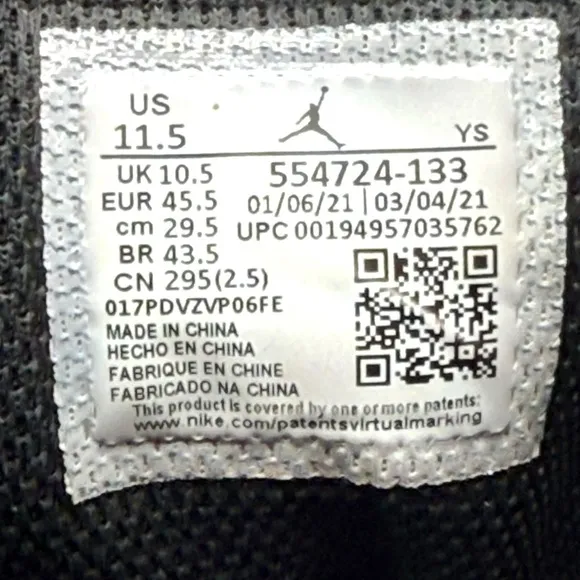 US
11.5 YS
UK 10.5 554724-133
EUR 45.5 01/06/21 | 03/04/21
cm 29.5 UPC 00194957035762
BR 43.5
CN 295(2.5)
017PDVZVP06FE
MADE IN CHINA
HECHO EN CHINA
FABRIQUE EN CHINE
FABRICADO NA CHINA
This product is covered by one or more patents:
www.nike.com/patentsvirtualmarking